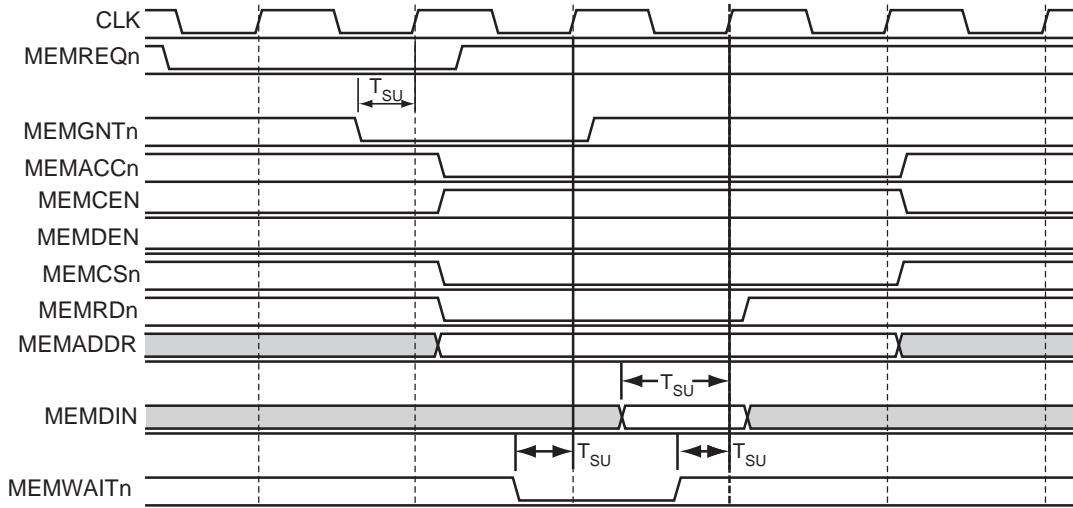 CLK
MEMREQn
TSU
MEMGNTn
MEMACCn
MEMCEN
MEMDEN
MEMCSn
MEMRDn
MEMADDR
TSU
MEMDIN
TSU
TSU
MEMWAITn